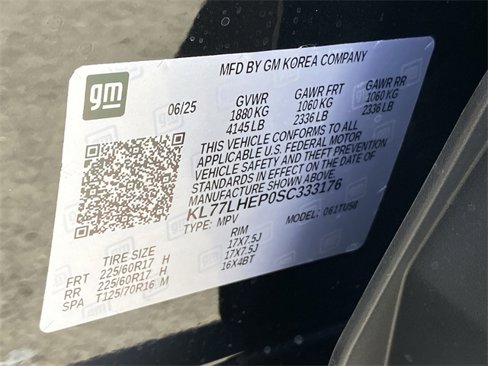 MFD BY GM KOREA COMPANY
gm
06/25 GVWR GAWR FRT GAWR RR
1880 KG 1060 KG 1060 KG
4145 LB 2336 LB 2336 LB
THIS VEHICLE CONFORMS TO ALL
APPLICABLE U.S. FEDERAL MOTOR
VEHICLE SAFETY AND THEFT PREVENTION
STANDARDS IN EFFECT ON THE DATE OF
MANUFACTURE SHOWN ABOVE.
KL77LHEP0SC333176
TYPE: MPV MODEL: 061TU58
TIRE SIZE RIM
FRT 225/60R17 H 17X7.5J
RR 225/60R17 H 17X7.5J
SPA T125/70R16 M 16X4BT